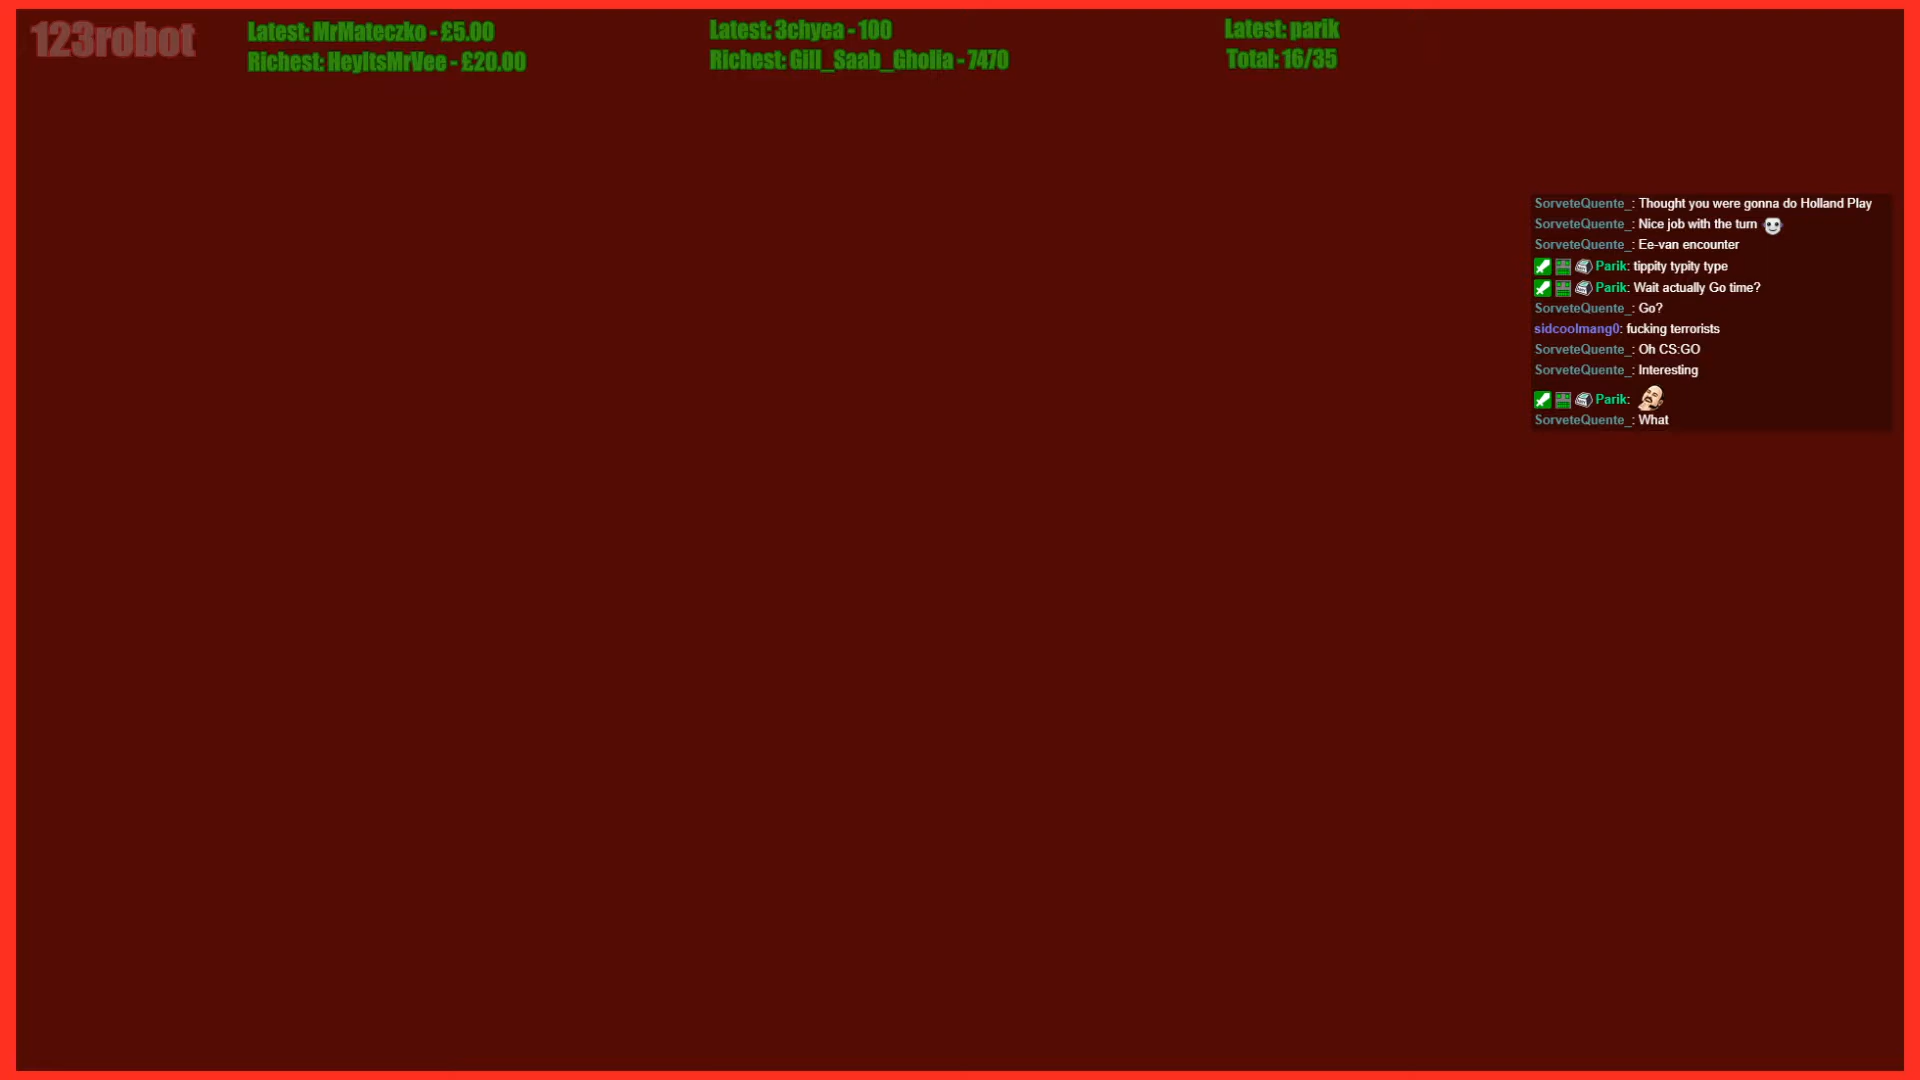 123robot
Latest: MrMateczko - £5.00
Richest: HeyItsMrVee - £20.00
Latest: 3chyea - 100
Richest: Gill_Saab_Gholia - 7470
Latest: parik
Total: 16/35
SorveteQuente_: Thought you were gonna do Holland Play
SorveteQuente_: Nice job with the turn
SorveteQuente_: Ee-van encounter
Parik: tippity typity type
Parik: Wait actually Go time?
SorveteQuente_: Go?
sidcoolmang0: fucking terrorists
SorveteQuente_: Oh CS:GO
SorveteQuente_: Interesting
Parik:
SorveteQuente_: What